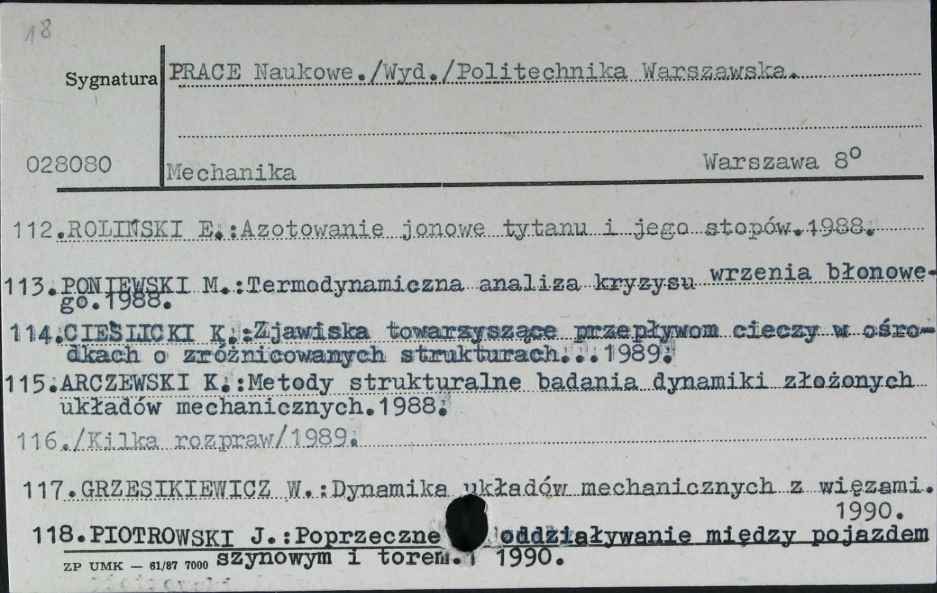 18
Sygnatura PRACE Naukowe./Wyd./Politechnika Warszawska.
028080 Mechanika Warszawa 8°
112.ROLIŃSKI E.:Azotowanie jonowe tytanu i jego stopów.1988.
113.PONIEWSKI M.:Termodynamiczna analiza kryzysu wrzenia błonowe-
go.1988.
114.CIEŚLICKI K.:Zjawiska towarzyszące przepływom cieczy w ośro-
dkach o zróżnicowanych strukturach...1989.
115.ARCZEWSKI K.:Metody strukturalne badania dynamiki złożonych
układów mechanicznych.1988.
116./Kilka rozpraw/1989.
117.GRZESIKIEWICZ W.:Dynamika układów mechanicznych z więzami.
1990.
118.PIOTROWSKI J.:Poprzeczne oddziaływanie między pojazdem
szynowym i torem. 1990.
ZP UMK — 61/87 7000